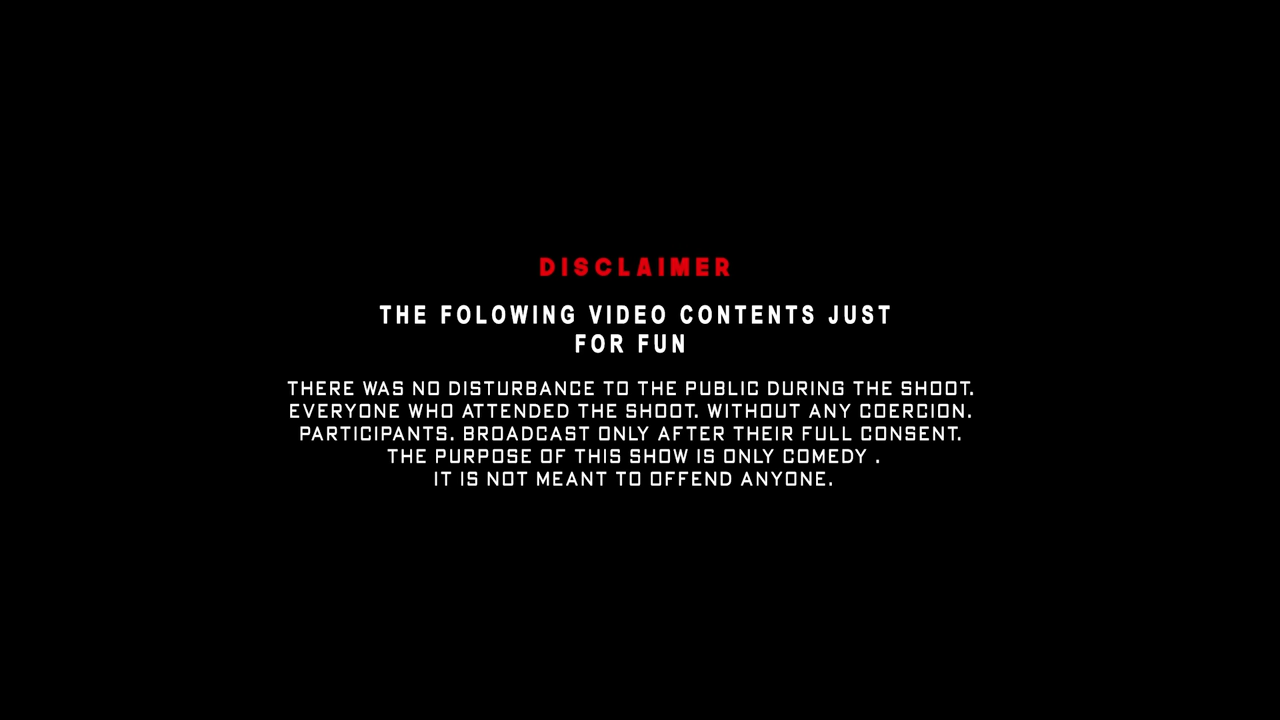 DISCLAIMER
THE FOLOWING VIDEO CONTENTS JUST
FOR FUN
THERE WAS NO DISTURBANCE TO THE PUBLIC DURING THE SHOOT.
EVERYONE WHO ATTENDED THE SHOOT. WITHOUT ANY COERCION.
PARTICIPANTS. BROADCAST ONLY AFTER THEIR FULL CONSENT.
THE PURPOSE OF THIS SHOW IS ONLY COMEDY .
IT IS NOT MEANT TO OFFEND ANYONE.